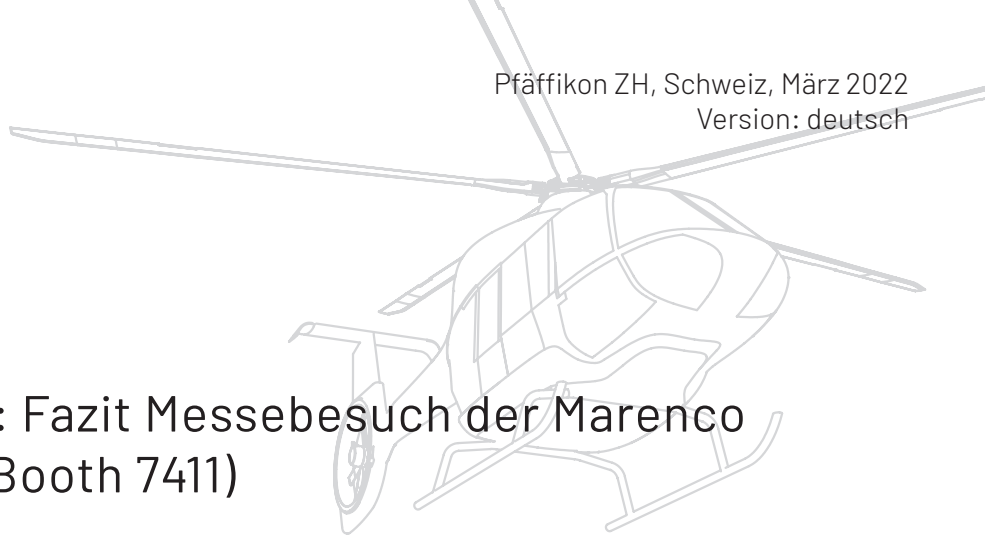 Pfäffikon ZH, Schweiz, März 2022
Version: deutsch
: Fazit Messebesuch der Marenco
Booth 7411)